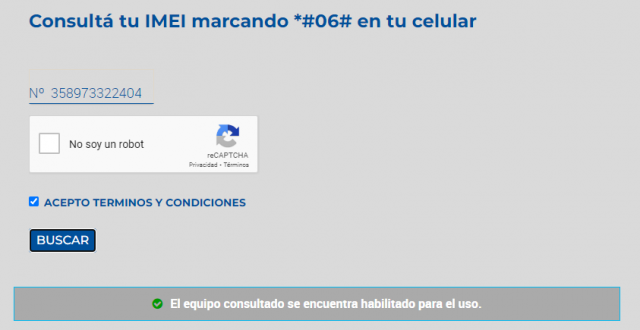 Consultá tu IMEI marcando *#06# en tu celular
Nº 358973322404
No soy un robot
reCAPTCHA
Privacidad • Términos
ACEPTO TERMINOS Y CONDICIONES
BUSCAR
El equipo consultado se encuentra habilitado para el uso.